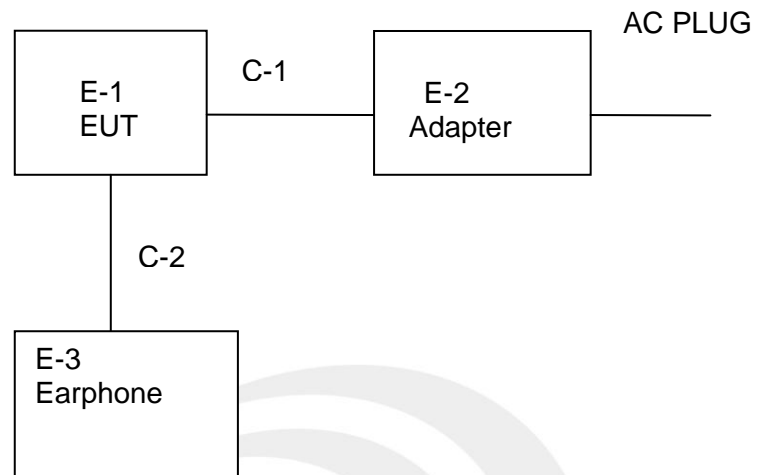 AC PLUG
E-1
EUT
C-1
E-2
Adapter
C-2
E-3
Earphone